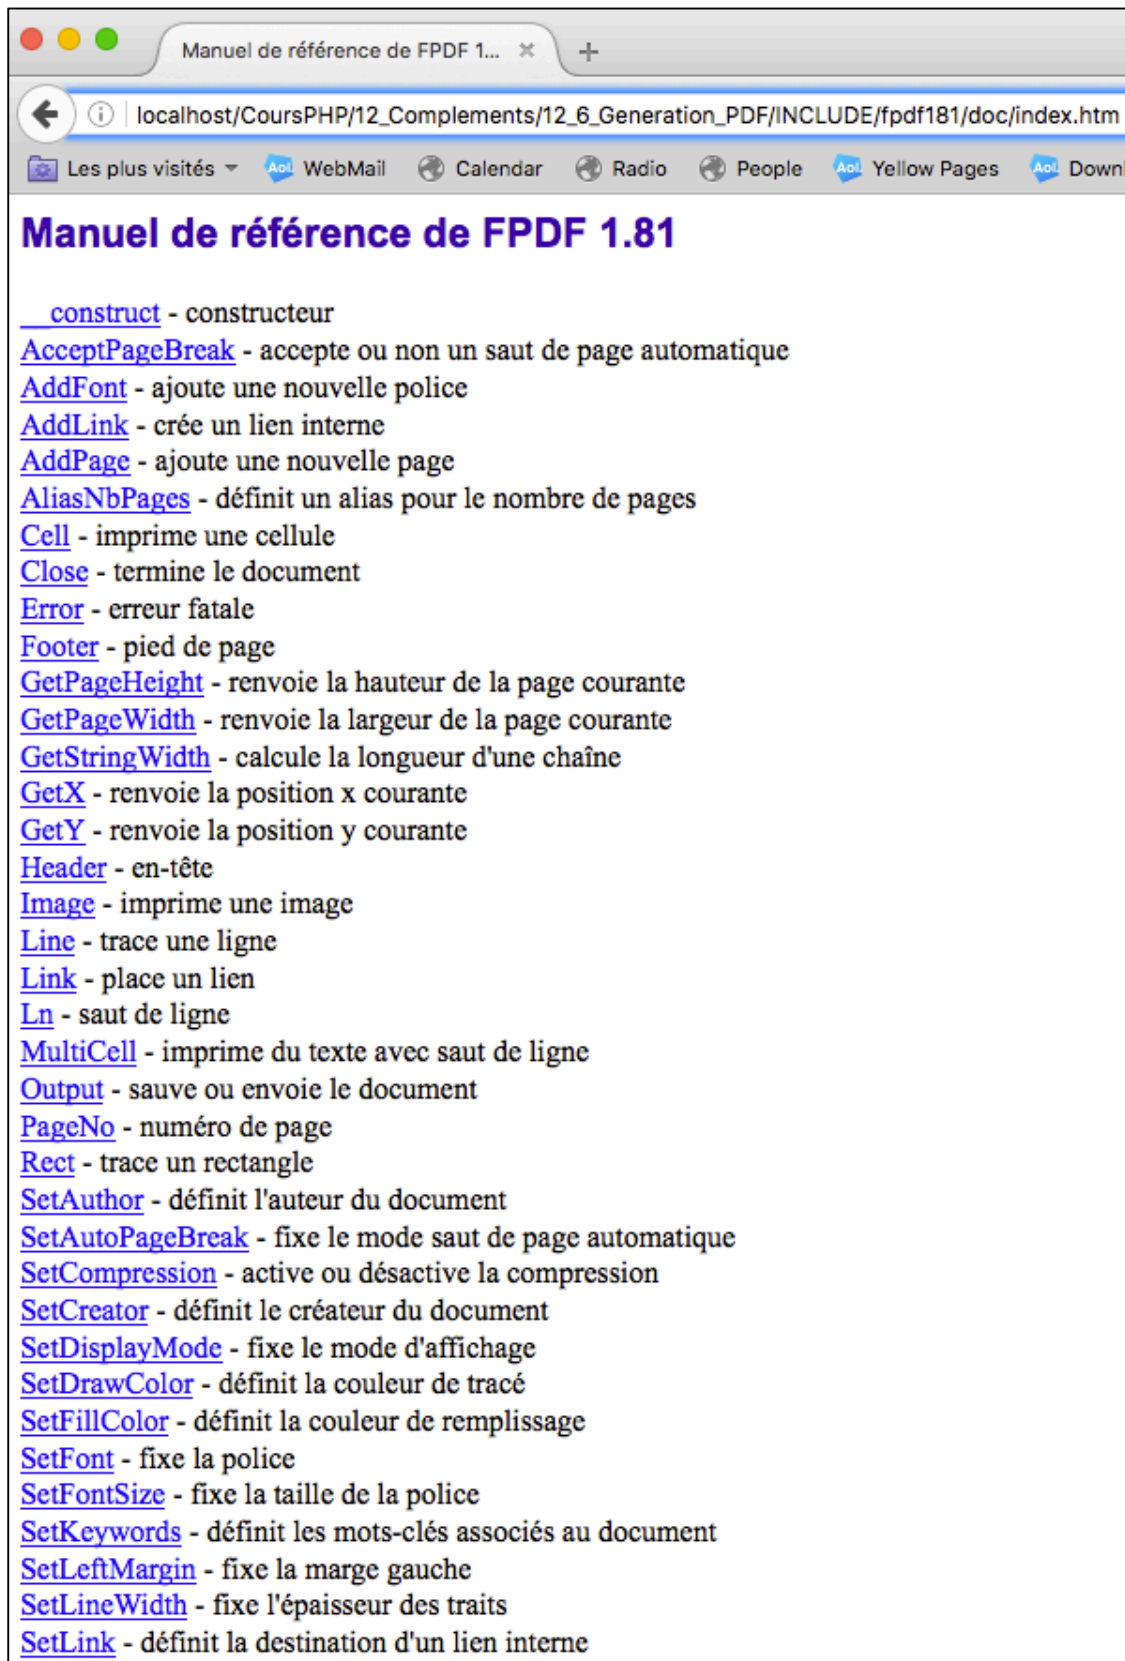 Manuel de référence de FPDF 1...
localhost/CoursPHP/12_Complements/12_6_Generation_PDF/INCLUDE/fpdf181/doc/index.htm
Les plus visités Aol. WebMail Calendar Radio People Aol. Yellow Pages Aol. Downl
Manuel de référence de FPDF 1.81
__construct - constructeur
AcceptPageBreak - accepte ou non un saut de page automatique
AddFont - ajoute une nouvelle police
AddLink - crée un lien interne
AddPage - ajoute une nouvelle page
AliasNbPages - définit un alias pour le nombre de pages
Cell - imprime une cellule
Close - termine le document
Error - erreur fatale
Footer - pied de page
GetPageHeight - renvoie la hauteur de la page courante
GetPageWidth - renvoie la largeur de la page courante
GetStringWidth - calcule la longueur d'une chaîne
GetX - renvoie la position x courante
GetY - renvoie la position y courante
Header - en-tête
Image - imprime une image
Line - trace une ligne
Link - place un lien
Ln - saut de ligne
MultiCell - imprime du texte avec saut de ligne
Output - sauve ou envoie le document
PageNo - numéro de page
Rect - trace un rectangle
SetAuthor - définit l'auteur du document
SetAutoPageBreak - fixe le mode saut de page automatique
SetCompression - active ou désactive la compression
SetCreator - définit le créateur du document
SetDisplayMode - fixe le mode d'affichage
SetDrawColor - définit la couleur de tracé
SetFillColor - définit la couleur de remplissage
SetFont - fixe la police
SetFontSize - fixe la taille de la police
SetKeywords - définit les mots-clés associés au document
SetLeftMargin - fixe la marge gauche
SetLineWidth - fixe l'épaisseur des traits
SetLink - définit la destination d'un lien interne